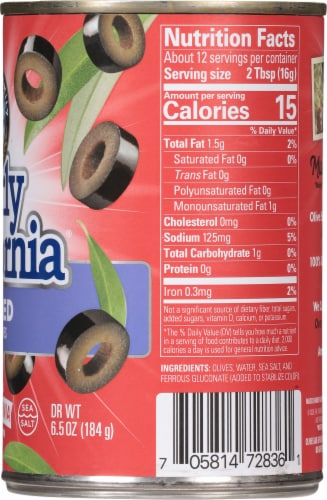 Nutrition Facts
About 12 servings per container
Serving size 2 Tbsp (16g)
Amount per serving
Calories 15
% Daily Value*
Total Fat 1.5g 2%
Saturated Fat 0g 0%
Trans Fat 0g
Polyunsaturated Fat 0g
Monounsaturated Fat 1g
Cholesterol 0mg 0%
Sodium 125mg 5%
Total Carbohydrate 1g 0%
Protein 0g 0%
Iron 0.3mg 2%
Not a significant source of dietary fiber, total sugars,
added sugars, vitamin D, calcium, or potassium.
*The % Daily Value (DV) tells you how much a nutrient
in a serving of food contributes to a daily diet. 2,000
calories a day is used for general nutrition advice.
INGREDIENTS: OLIVES, WATER, SEA SALT AND
FERROUS GLUCONATE (ADDED TO STABILIZE COLOR).
SEA
SALT
DR WT
6.5 OZ (184 g)
7 05814 72836 1
Olive
100%
We